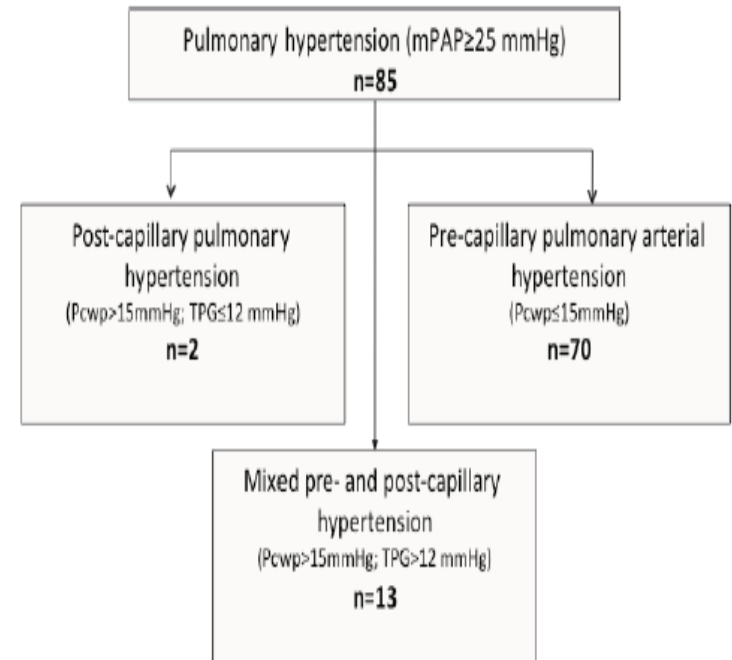 Pulmonary hypertension (mPAP≥25 mmHg)
n=85
Post-capillary pulmonary
hypertension
(Pcwp>15mmHg; TPG≤12 mmHg)
n=2
Pre-capillary pulmonary arterial
hypertension
(Pcwp≤15mmHg)
n=70
Mixed pre- and post-capillary
hypertension
(Pcwp>15mmHg; TPG>12 mmHg)
n=13